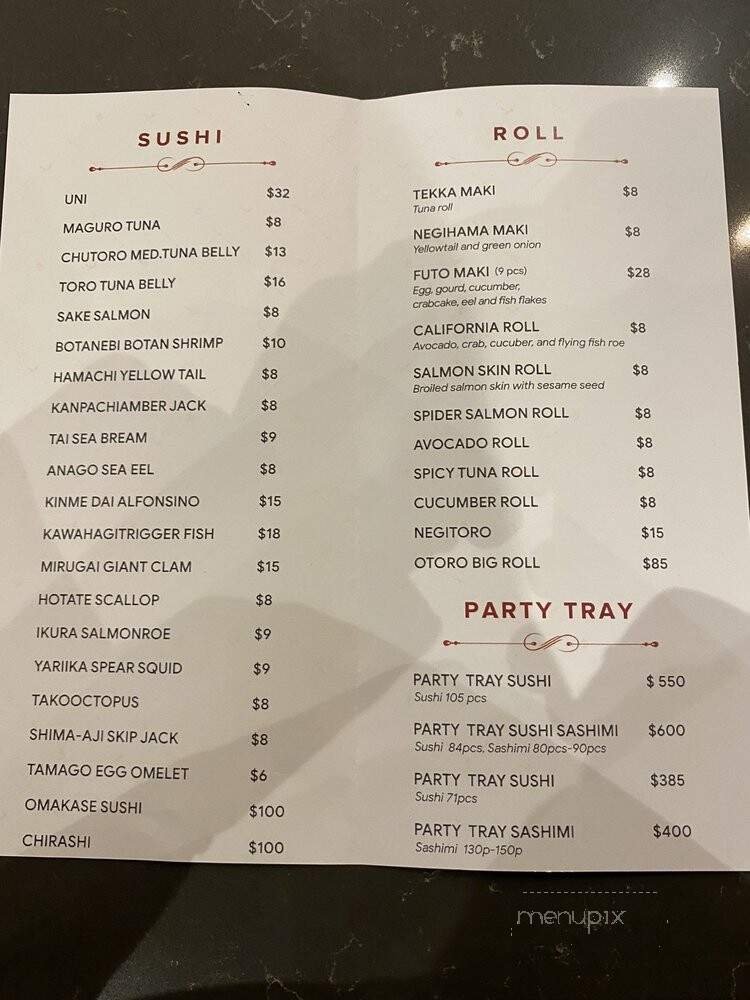 SUSHI
UNI $32
MAGURO TUNA $8
CHUTORO MED.TUNA BELLY $13
TORO TUNA BELLY $16
SAKE SALMON $8
BOTANEBI BOTAN SHRIMP $10
HAMACHI YELLOW TAIL $8
KANPACHIAMBER JACK $8
TAI SEA BREAM $9
ANAGO SEA EEL $8
KINME DAI ALFONSINO $15
KAWAHAGITRIGGER FISH $18
MIRUGAI GIANT CLAM $15
HOTATE SCALLOP $8
IKURA SALMONROE $9
YARIIKA SPEAR SQUID $9
TAKOOCTOPUS $8
SHIMA-AJI SKIP JACK $8
TAMAGO EGG OMELET $6
OMAKASE SUSHI $100
CHIRASHI $100
ROLL
TEKKA MAKI $8
Tuna roll
NEGIHAMA MAKI $8
Yellowtail and green onion
FUTO MAKI (9 pcs) $28
Egg, gourd, cucumber,
crabcake, eel and fish flakes
CALIFORNIA ROLL $8
Avocado, crab, cucuber, and flying fish roe
SALMON SKIN ROLL $8
Broiled salmon skin with sesame seed
SPIDER SALMON ROLL $8
AVOCADO ROLL $8
SPICY TUNA ROLL $8
CUCUMBER ROLL $8
NEGITORO $15
OTORO BIG ROLL $85
PARTY TRAY
PARTY TRAY SUSHI $ 550
Sushi 105 pcs
PARTY TRAY SUSHI SASHIMI $600
Sushi 84pcs, Sashimi 80pcs-90pcs
PARTY TRAY SUSHI $385
Sushi 71pcs
PARTY TRAY SASHIMI $400
Sashimi 130p-150p
menupix